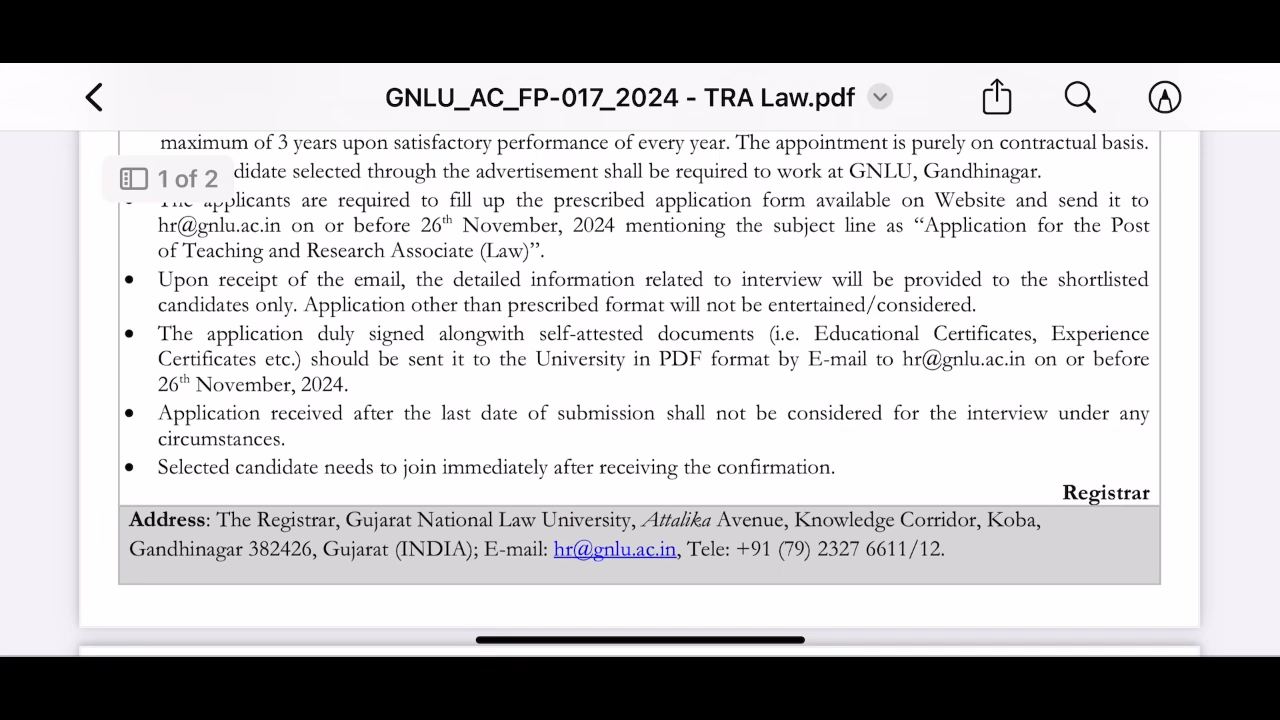 GNLU_AC_FP-017_2024 - TRA Law.pdf
maximum of 3 years upon satisfactory performance of every year. The appointment is purely on contractual basis.
1 of 2
didate selected through the advertisement shall be required to work at GNLU, Gandhinagar.
• The applicants are required to fill up the prescribed application form available on Website and send it to
hr@gnlu.ac.in on or before 26th November, 2024 mentioning the subject line as “Application for the Post
of Teaching and Research Associate (Law)”.
• Upon receipt of the email, the detailed information related to interview will be provided to the shortlisted
candidates only. Application other than prescribed format will not be entertained/considered.
• The application duly signed alongwith self-attested documents (i.e. Educational Certificates, Experience
Certificates etc.) should be sent it to the University in PDF format by E-mail to hr@gnlu.ac.in on or before
26th November, 2024.
• Application received after the last date of submission shall not be considered for the interview under any
circumstances.
• Selected candidate needs to join immediately after receiving the confirmation.
Registrar
Address: The Registrar, Gujarat National Law University, Attalika Avenue, Knowledge Corridor, Koba,
Gandhinagar 382426, Gujarat (INDIA); E-mail: hr@gnlu.ac.in, Tele: +91 (79) 2327 6611/12.